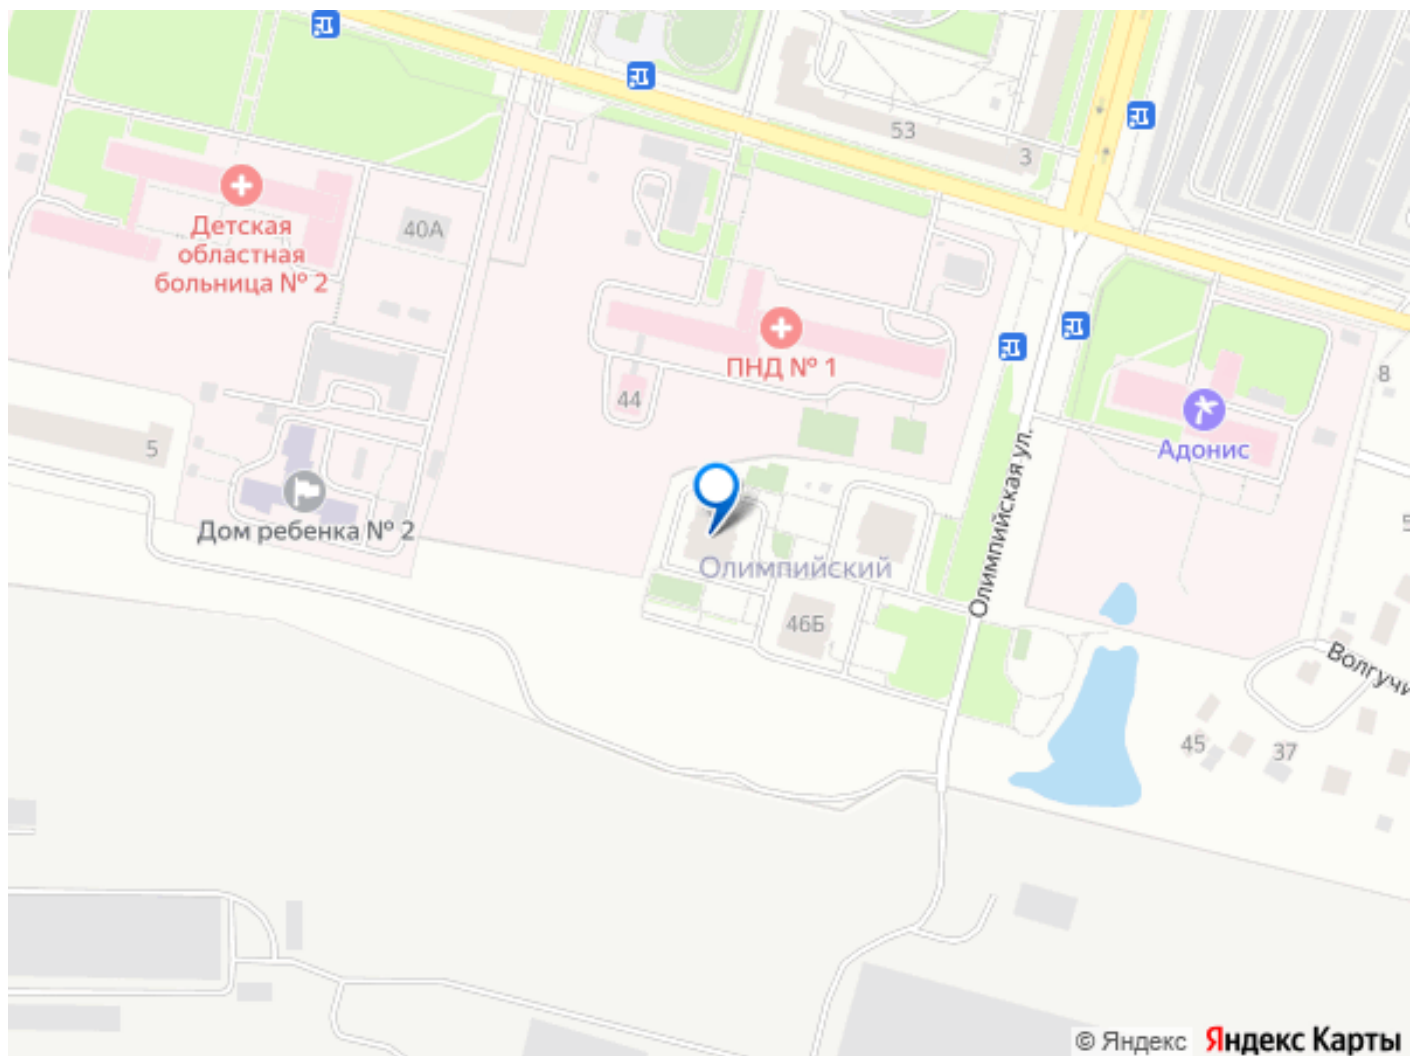 53
3
Детская
областная
больница № 2
40А
ПНД № 1
44
8
Адонис
5
Дом ребенка № 2
Олимпийский
Олимпийская ул.
46Б
Волгучи
45
37
© Яндекс
Яндекс Карты